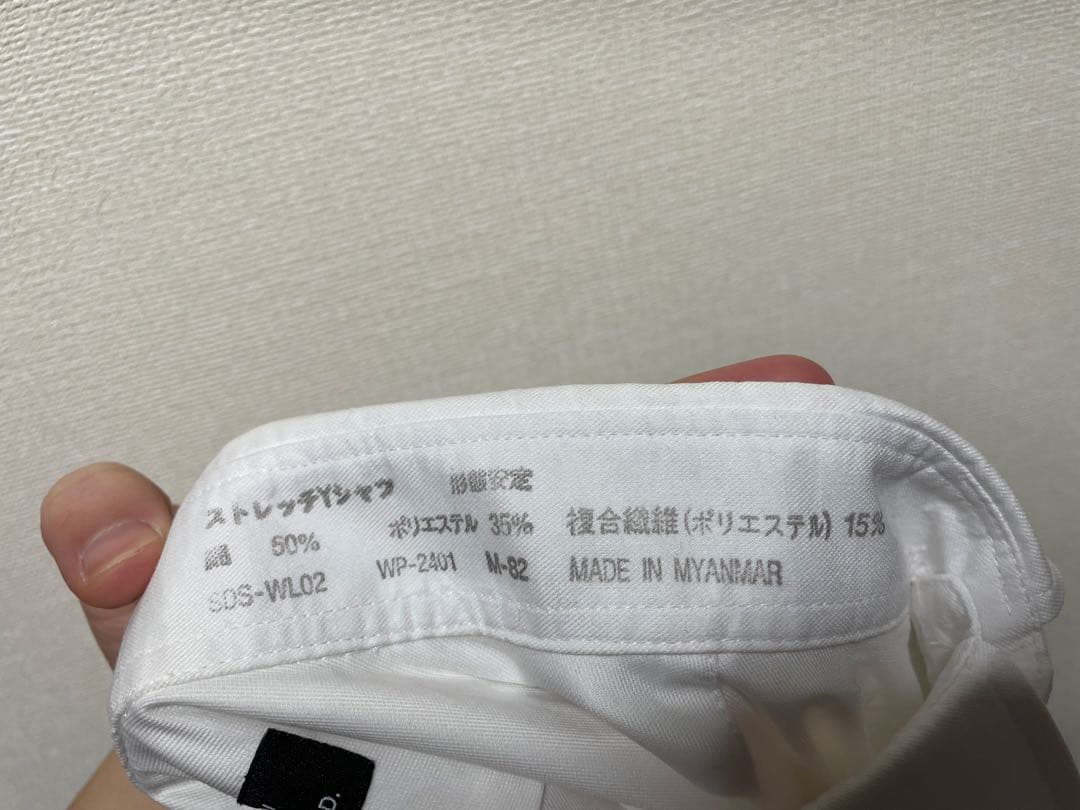 ストレッチYシャツ 形態安定
綿 50% ポリエステル 35% 複合繊維(ポリエステル) 15%
SDS-WL02 WP-2401 M-82 MADE IN MYANMAR
D.